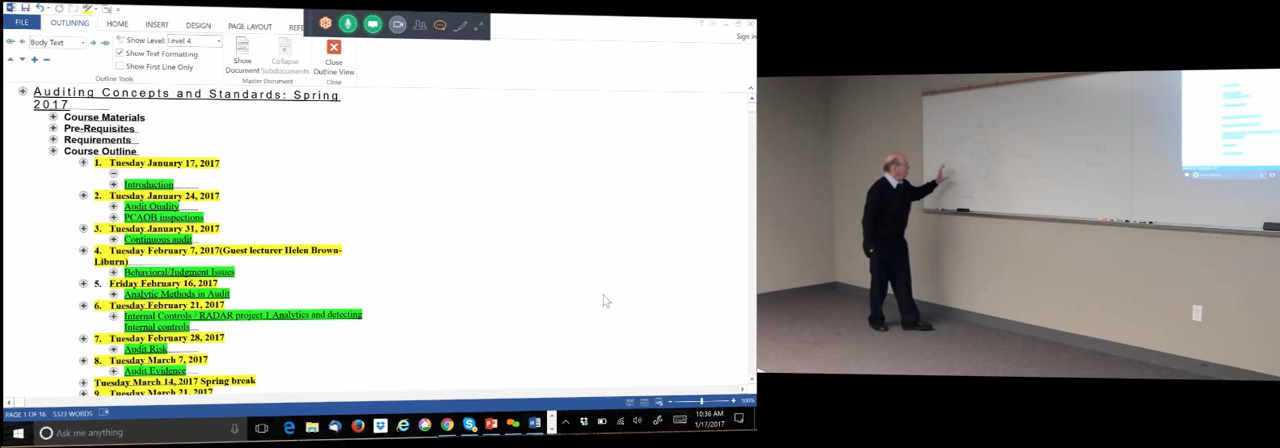 FILE OUTLINING HOME INSERT DESIGN PAGE LAYOUT REFE
Sign in
Body Text
Show Level: Level 4
Show Text Formatting
Show First Line Only
Show Document
Collapse Subdocuments
Close Outline View
Outline Tools Master Document Close
Auditing Concepts and Standards: Spring
2017
Course Materials
Pre-Requisites
Requirements
Course Outline
1. Tuesday January 17, 2017
Introduction
2. Tuesday January 24, 2017
Audit Quality
PCAOB inspections
3. Tuesday January 31, 2017
Continuous audit
4. Tuesday February 7, 2017(Guest lecturer Helen Brown-
Liburn)
Behavioral/Judgment Issues
5. Friday February 16, 2017
Analytic Methods in Audit
6. Tuesday February 21, 2017
Internal Controls / RADAR project 1 Analytics and detecting
Internal controls
7. Tuesday February 28, 2017
Audit Risk
8. Tuesday March 7, 2017
Audit Evidence
Tuesday March 14, 2017 Spring break
9. Tuesday March 21, 2017
PAGE 1 OF 16 5323 WORDS 100%
Ask me anything
10:36 AM
1/17/2017